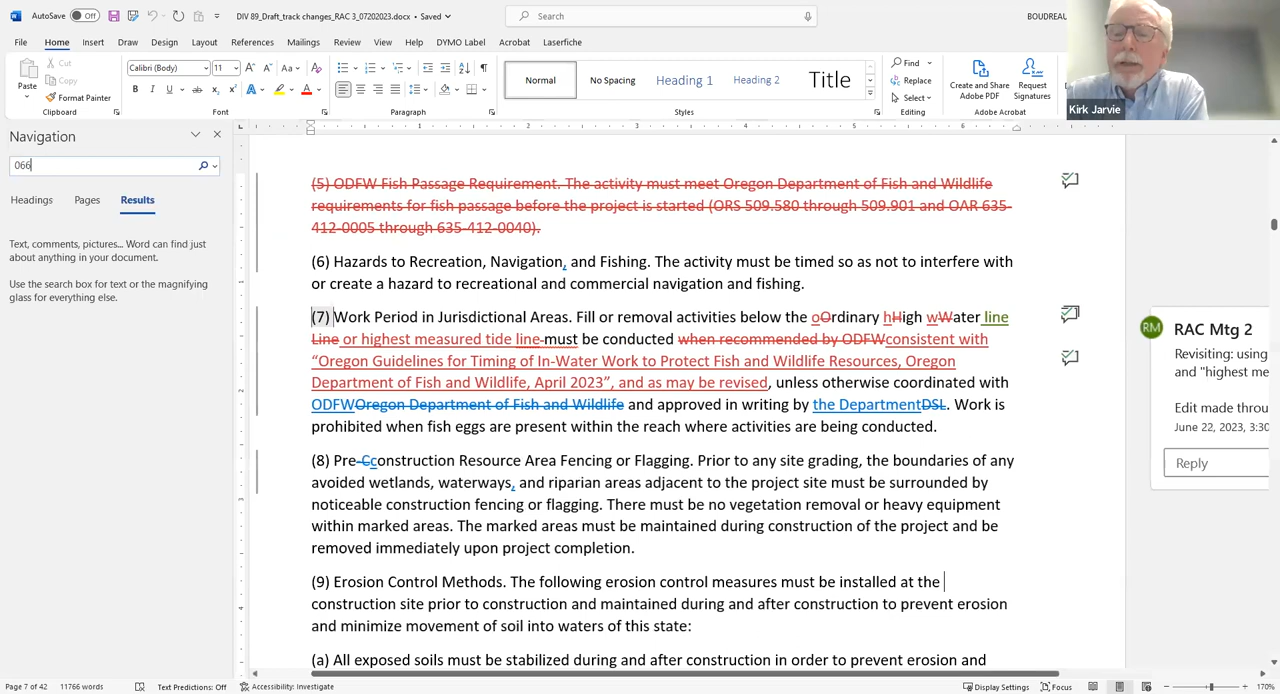 AutoSave Off DIV 89_Draft_track changes_RAC 3_07202023.docx • Saved Search BOUDREAU
File Home Insert Draw Design Layout References Mailings Review View Help DYMO Label Acrobat Laserfiche
Paste Cut Copy Format Painter Calibri (Body) 11 Normal No Spacing Heading 1 Heading 2 Title Find Replace Select Create and Share Adobe PDF Request Signatures
Clipboard Font Paragraph Styles Editing Adobe Acrobat
Kirk Jarvie
Navigation
066
Headings Pages Results
Text, comments, pictures... Word can find just
about anything in your document.
Use the search box for text or the magnifying
glass for everything else.
(5) ODFW Fish Passage Requirement. The activity must meet Oregon Department of Fish and Wildlife
requirements for fish passage before the project is started (ORS 509.580 through 509.901 and OAR 635-
412-0005 through 635-412-0040).
(6) Hazards to Recreation, Navigation, and Fishing. The activity must be timed so as not to interfere with
or create a hazard to recreational and commercial navigation and fishing.
(7) Work Period in Jurisdictional Areas. Fill or removal activities below the oOrdinary hHigh wWater line
Line or highest measured tide line must be conducted when recommended by ODFWconsistent with
“Oregon Guidelines for Timing of In-Water Work to Protect Fish and Wildlife Resources, Oregon
Department of Fish and Wildlife, April 2023”, and as may be revised, unless otherwise coordinated with
ODFWOregon Department of Fish and Wildlife and approved in writing by the DepartmentDSL. Work is
prohibited when fish eggs are present within the reach where activities are being conducted.
(8) Pre-Cconstruction Resource Area Fencing or Flagging. Prior to any site grading, the boundaries of any
avoided wetlands, waterways, and riparian areas adjacent to the project site must be surrounded by
noticeable construction fencing or flagging. There must be no vegetation removal or heavy equipment
within marked areas. The marked areas must be maintained during construction of the project and be
removed immediately upon project completion.
(9) Erosion Control Methods. The following erosion control measures must be installed at the
construction site prior to construction and maintained during and after construction to prevent erosion
and minimize movement of soil into waters of this state:
(a) All exposed soils must be stabilized during and after construction in order to prevent erosion and
RM RAC Mtg 2
Revisiting: using
and "highest me
Edit made throu
June 22, 2023, 3:30
Reply
Page 7 of 42 11766 words Text Predictions: Off Accessibility: Investigate Display Settings Focus 170%